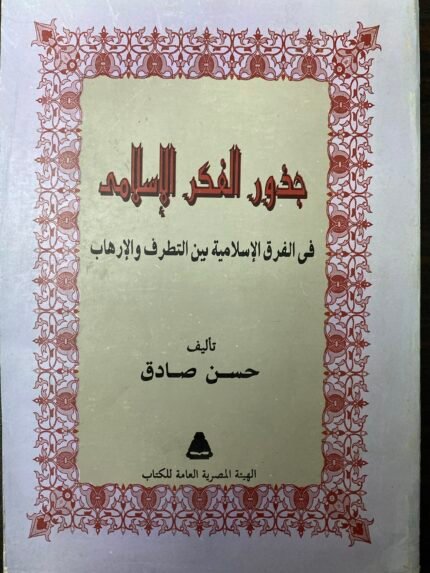 جذور الفكر الإسلامى
فى الفرق الإسلامية بين التطرف والإرهاب
تأليف
حسن صادق
الهيئة المصرية العامة للكتاب